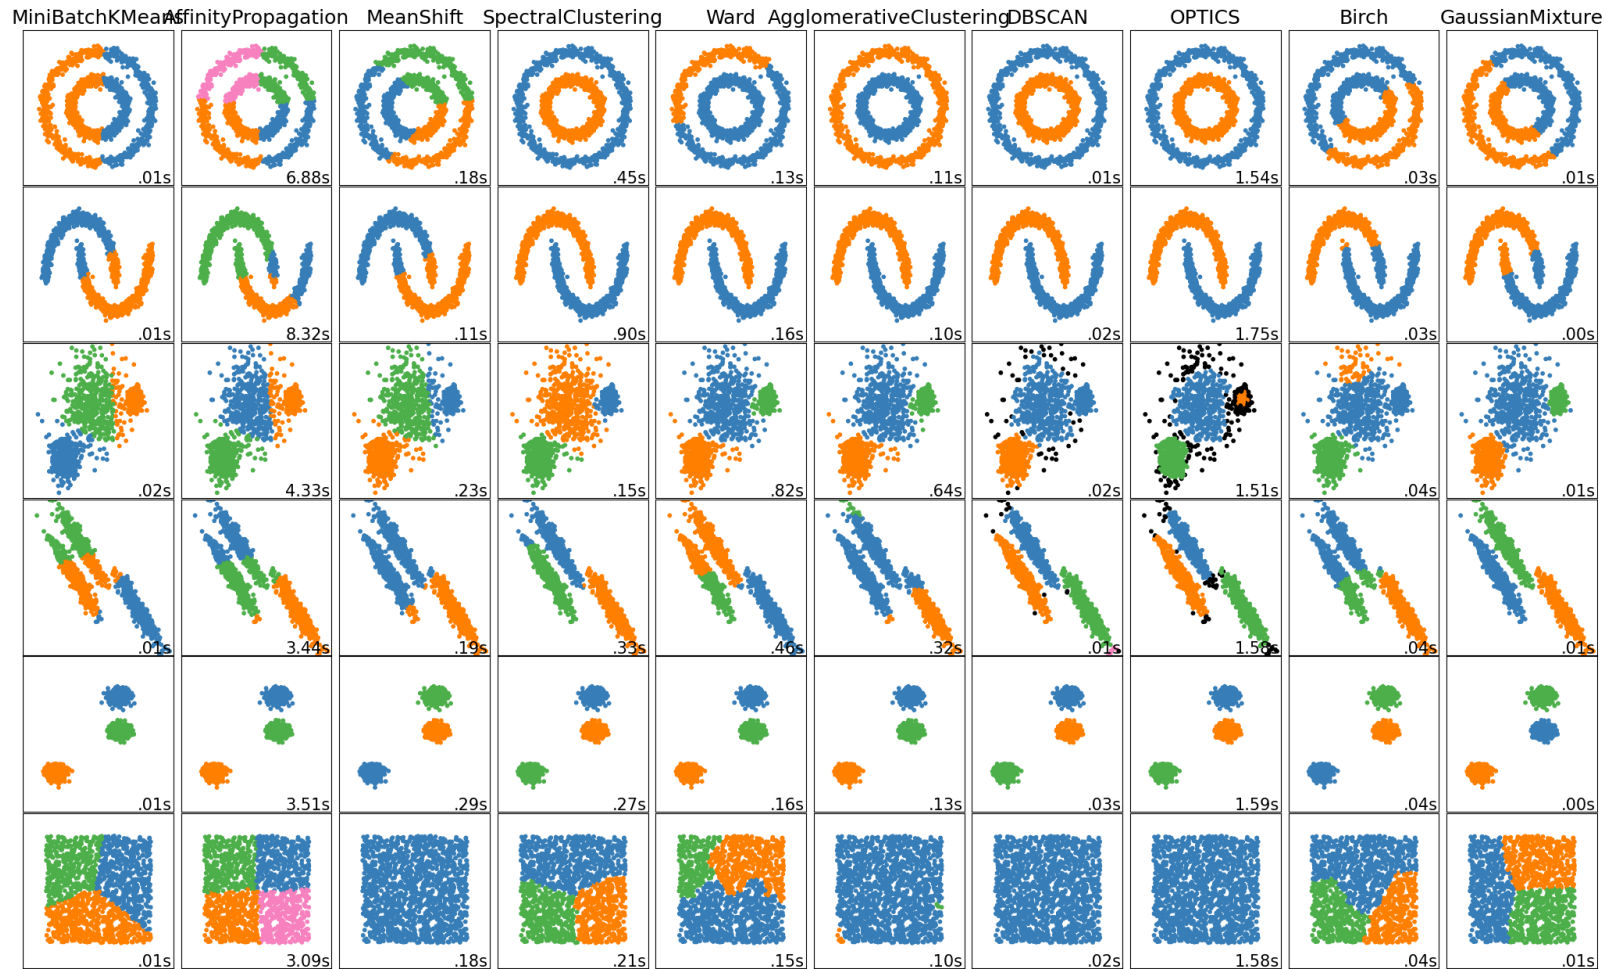 MiniBatchKMeans AffinityPropagation MeanShift SpectralClustering Ward AgglomerativeClustering DBSCAN OPTICS Birch GaussianMixture
.01s 6.88s .18s .45s .13s .11s .01s 1.54s .03s .01s
.01s 8.32s .11s .90s .16s .10s .02s 1.75s .03s .00s
.02s 4.33s .23s .15s .82s .64s .02s 1.51s .04s .01s
.01s 3.44s .19s .33s .46s .32s .01s 1.58s .04s .01s
.01s 3.51s .29s .27s .16s .13s .03s 1.59s .04s .00s
.01s 3.09s .18s .21s .15s .10s .02s 1.58s .04s .01s